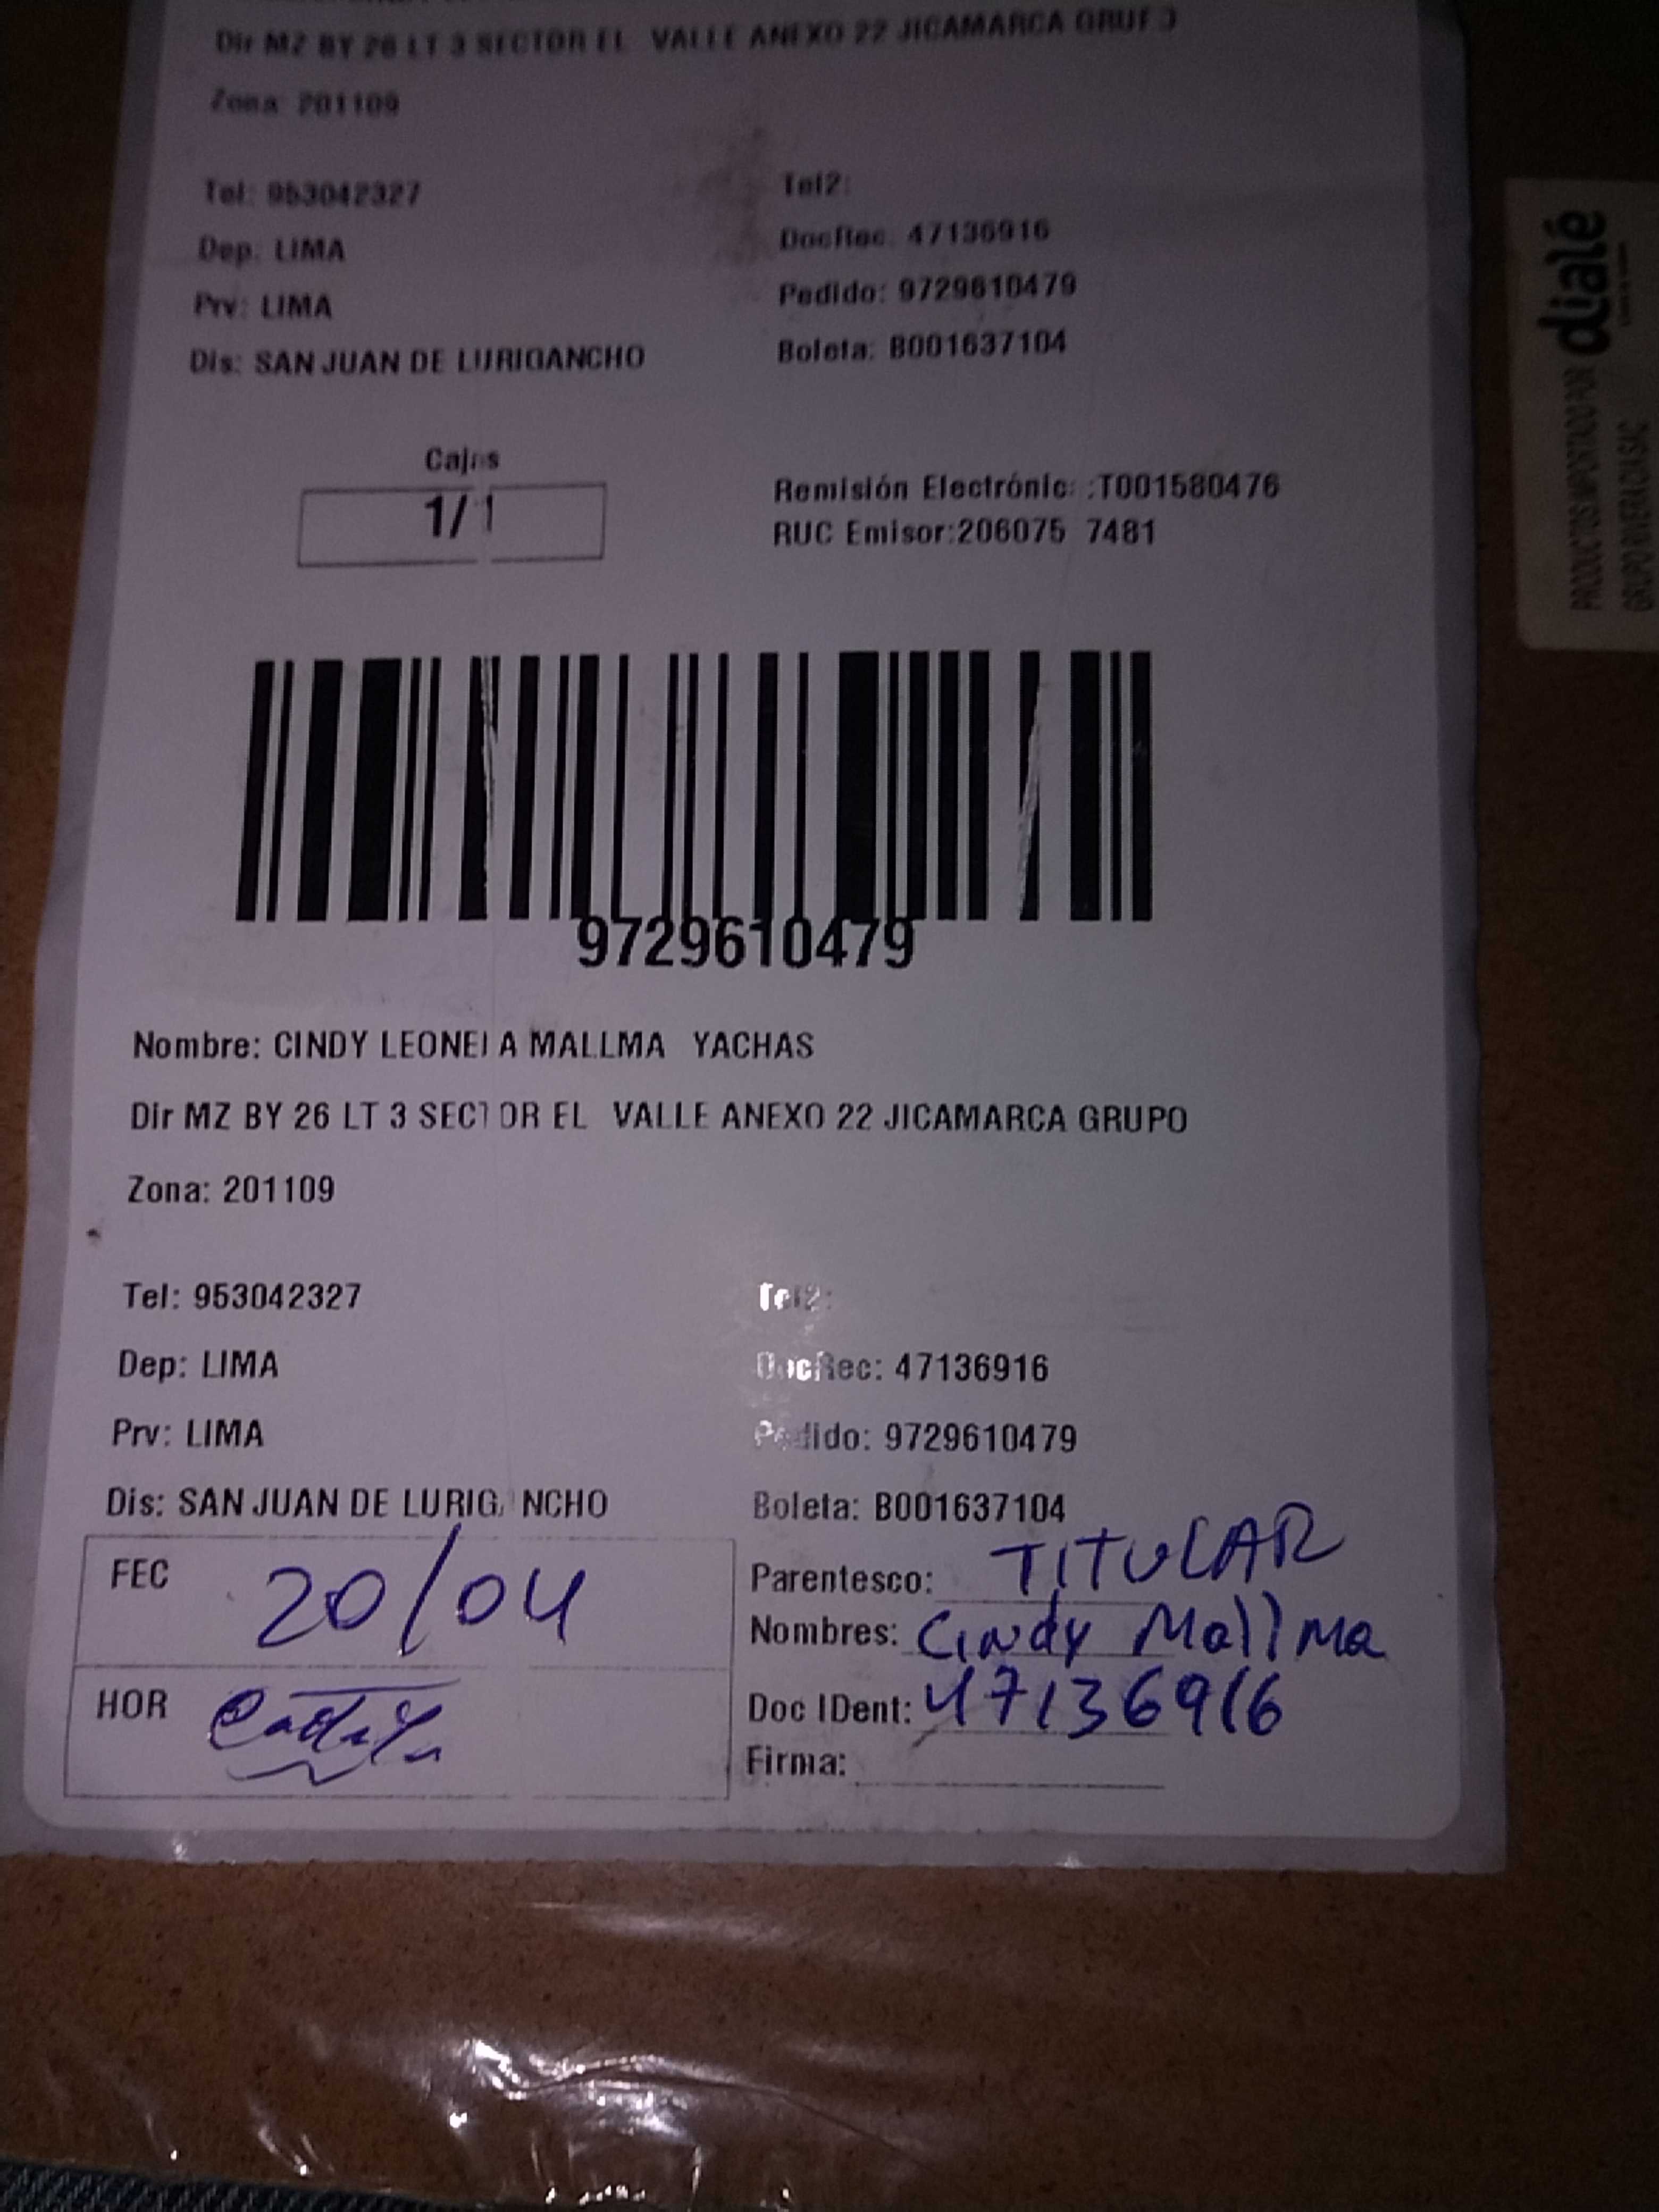 Dir MZ BY 26 LT 3 SECTOR EL VALLE ANEXO 22 JICAMARCA
Zona: 201109
Tel: 953042327
Tel2:
Dep: LIMA
DocRec: 47136916
Prv: LIMA
Pedido: 9729610479
Dis: SAN JUAN DE LURIGANCHO
Boleta: B001637104
Cajas
1/1
Remisión Electrónic: :T001580476
RUC Emisor:206075 7481
9729610479
Nombre: CINDY LEONELA MALLMA YACHAS
Dir MZ BY 26 LT 3 SECTOR EL VALLE ANEXO 22 JICAMARCA GRUPO
Zona: 201109
Tel: 953042327
Tel2:
Dep: LIMA
DocRec: 47136916
Prv: LIMA
Pedido: 9729610479
Dis: SAN JUAN DE LURIGANCHO
Boleta: B001637104
FEC 20/04
Parentesco: TITULAR
Nombres: Cindy Mallma
HOR
Doc IDent: 47136916
Firma:
PRODUCTOS IMPORTADO POR dialé